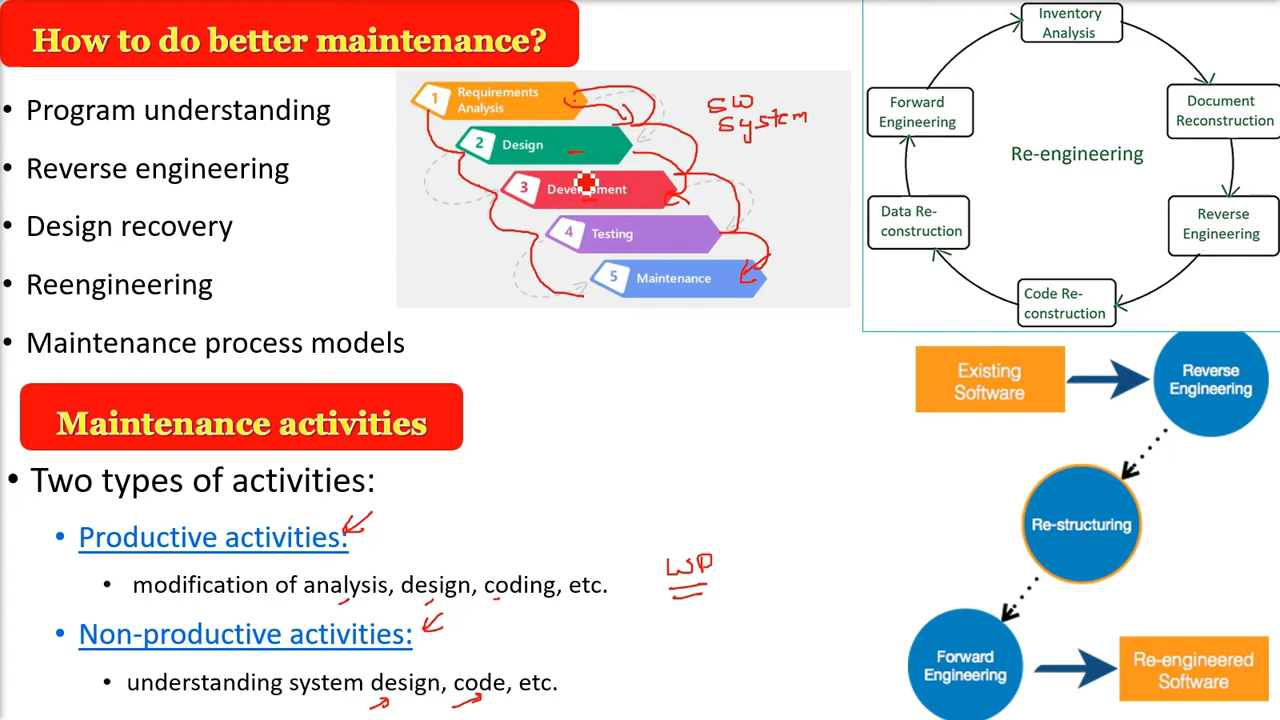 How to do better maintenance?
• Program understanding
• Reverse engineering
• Design recovery
• Reengineering
• Maintenance process models
1 Requirements
Analysis
2 Design
3 Development
4 Testing
5 Maintenance
SW
System
Inventory
Analysis
Document
Reconstruction
Reverse
Engineering
Code Re-
construction
Data Re-
construction
Forward
Engineering
Re-engineering
Maintenance activities
• Two types of activities:
• Productive activities:
• modification of analysis, design, coding, etc.
• Non-productive activities:
• understanding system design, code, etc.
Existing
Software
Reverse
Engineering
Re-structuring
Forward
Engineering
Re-engineered
Software